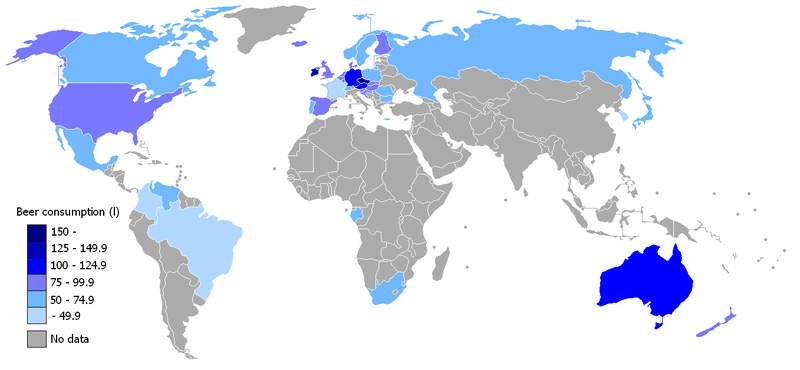 Beer consumption (l)
150 -
125 - 149.9
100 - 124.9
75 - 99.9
50 - 74.9
- 49.9
No data